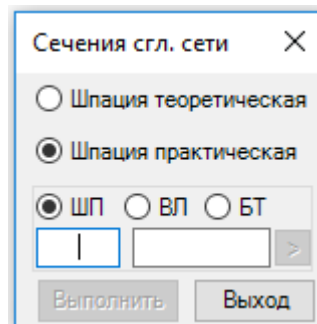 Сечения сгл. сети
Шпация теоретическая
Шпация практическая
ШП ВЛ БТ
>
Выполнить Выход